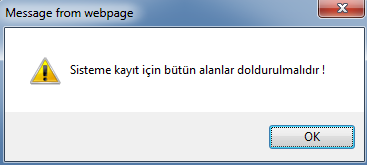 Message from webpage
Sisteme kayıt için bütün alanlar doldurulmalıdır !
OK